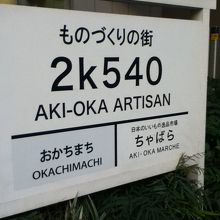 ものづくりの街
2k540
AKI-OKA ARTISAN
おかちまち
OKACHIMACHI
日本のいいもの逸品市場
ちゃばら
AKI-OKA MARCHE